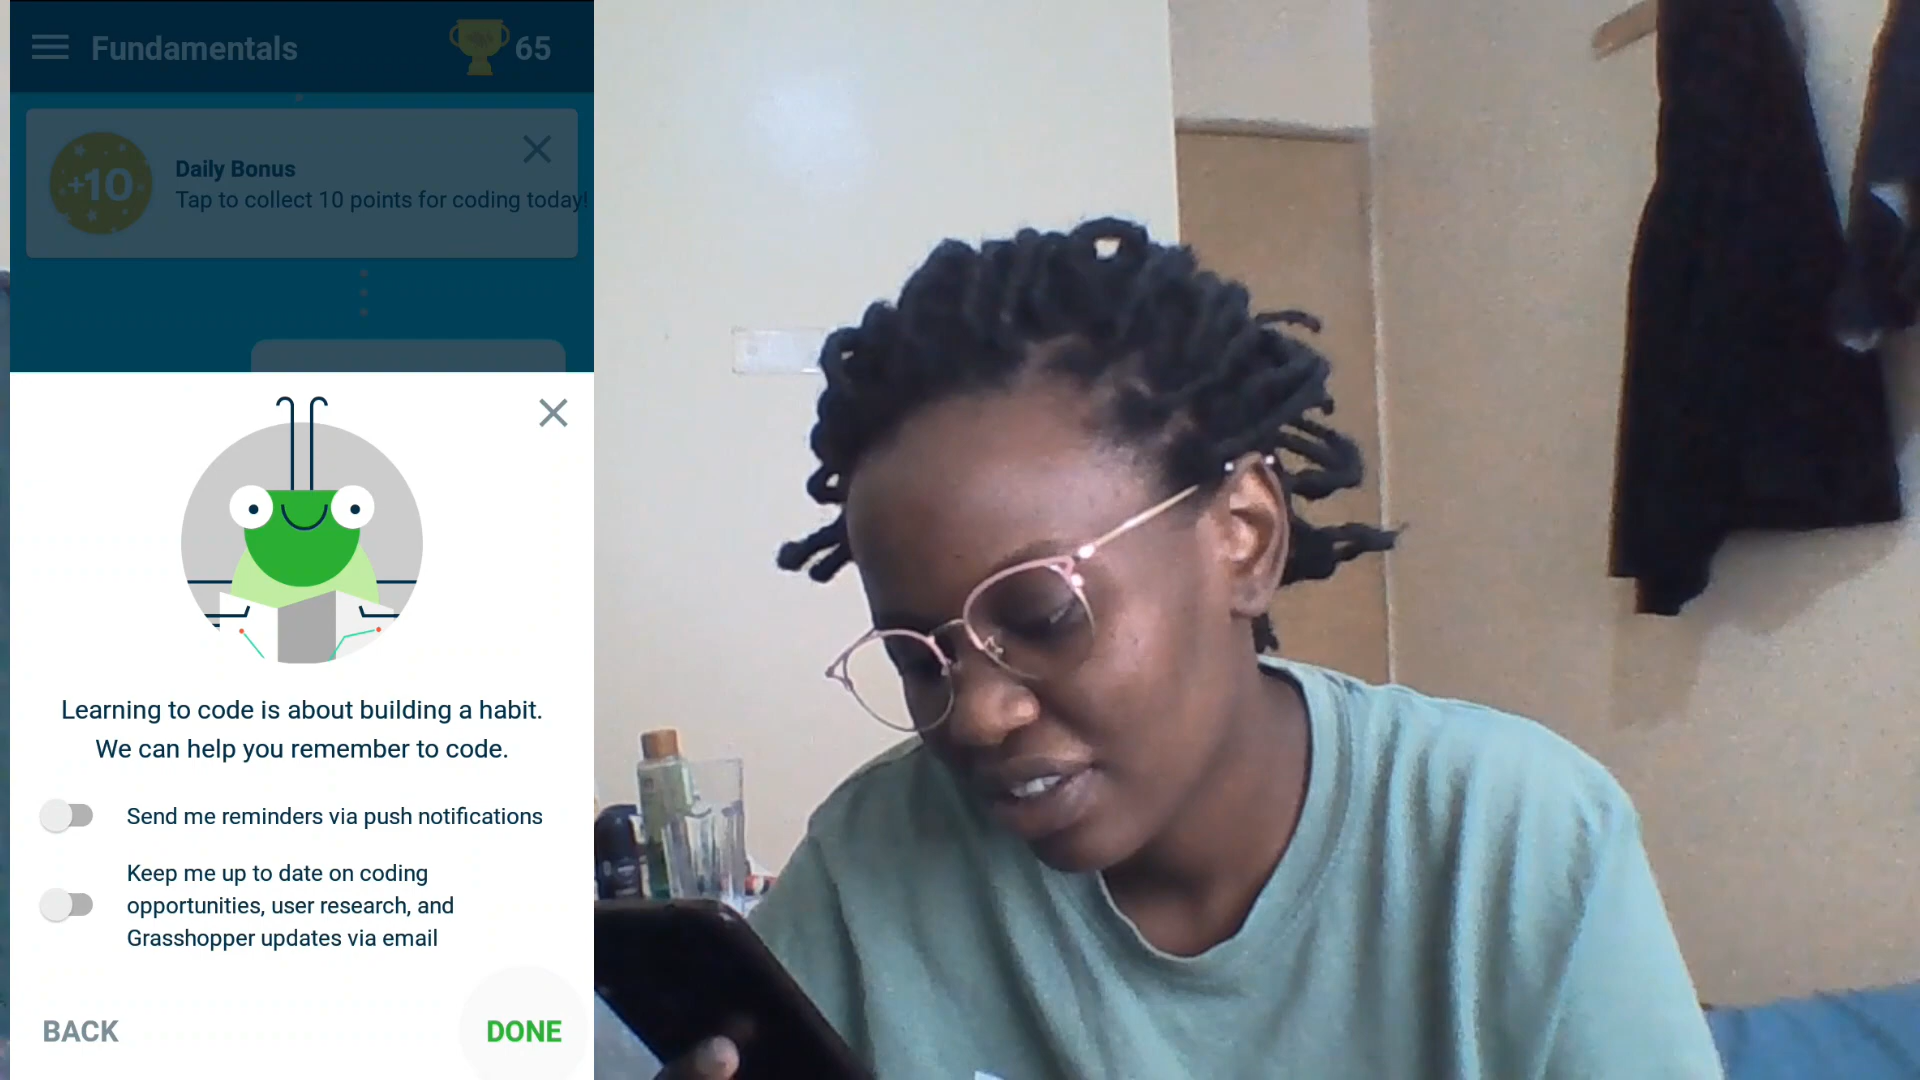 Fundamentals
65
+10
Daily Bonus
Tap to collect 10 points for coding today!
Learning to code is about building a habit.
We can help you remember to code.
Send me reminders via push notifications
Keep me up to date on coding
opportunities, user research, and
Grasshopper updates via email
BACK
DONE